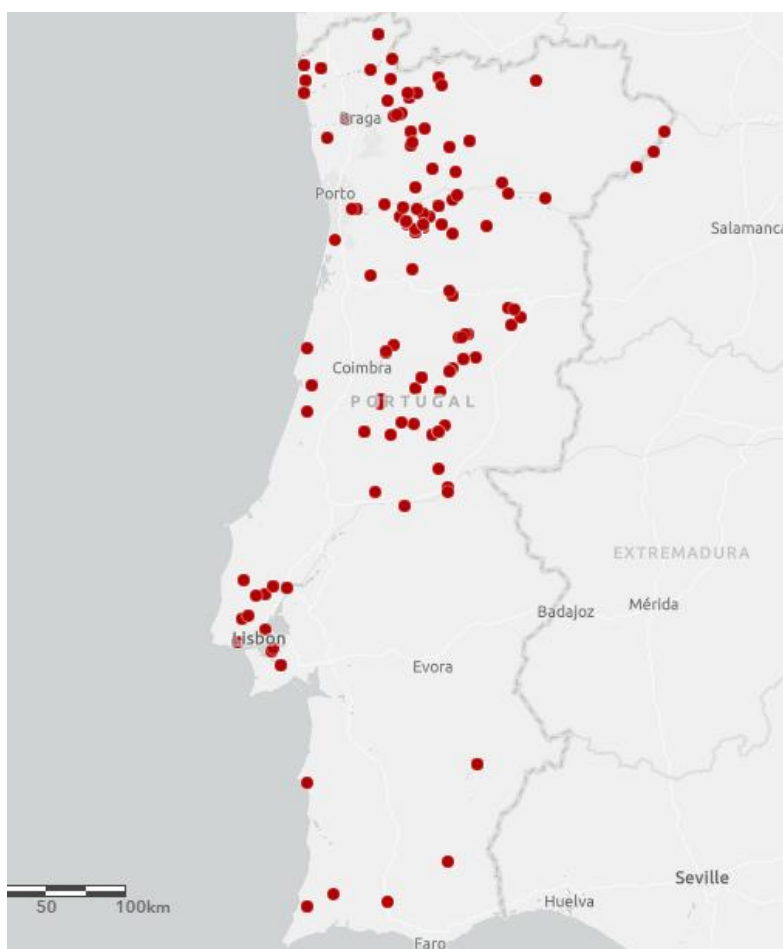 Braga
Porto
Salamanca
Coimbra
PORTUGAL
EXTREMADURA
Badajoz
Mérida
Lisbon
Evora
Seville
50 100km
Huelva
Faro